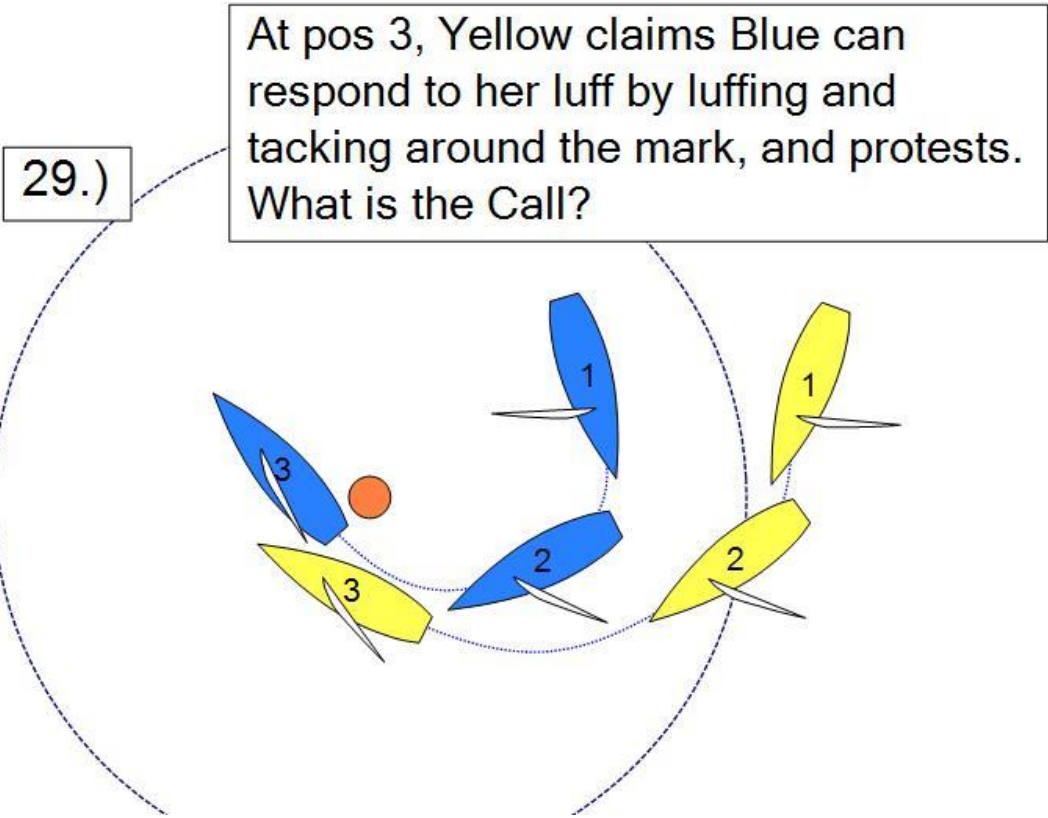 At pos 3, Yellow claims Blue can
respond to her luff by luffing and
tacking around the mark, and protests.
What is the Call?
29.)
1
1
3
2
2
3